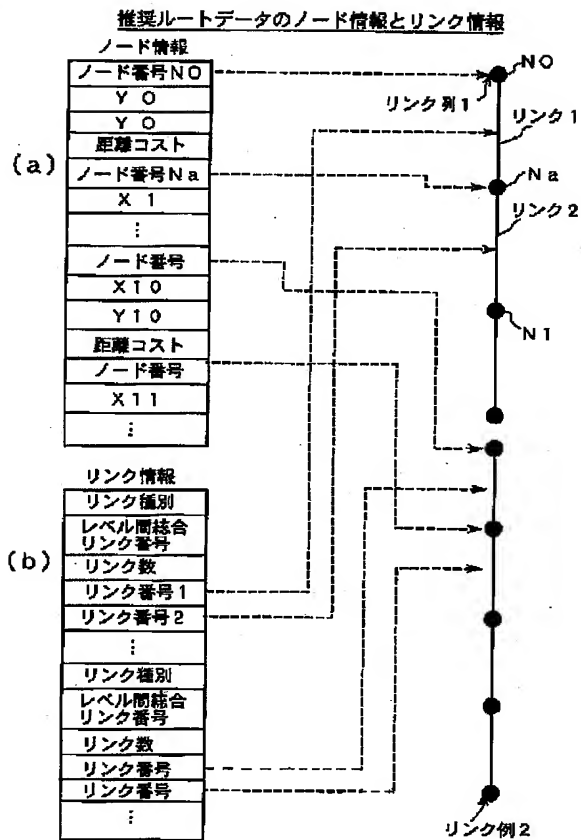 推奨ルートデータのノード情報とリンク情報
ノード情報
(a)
ノード番号N0
Y 0
Y 0
距離コスト
ノード番号Na
X 1
⋮
ノード番号
X10
Y10
距離コスト
ノード番号
X11
⋮
リンク情報
(b)
リンク種別
レベル間総合
リンク番号
リンク数
リンク番号1
リンク番号2
⋮
リンク種別
レベル間総合
リンク番号
リンク数
リンク番号
リンク番号
⋮
N0
リンク列1
リンク1
Na
リンク2
N1
リンク例2